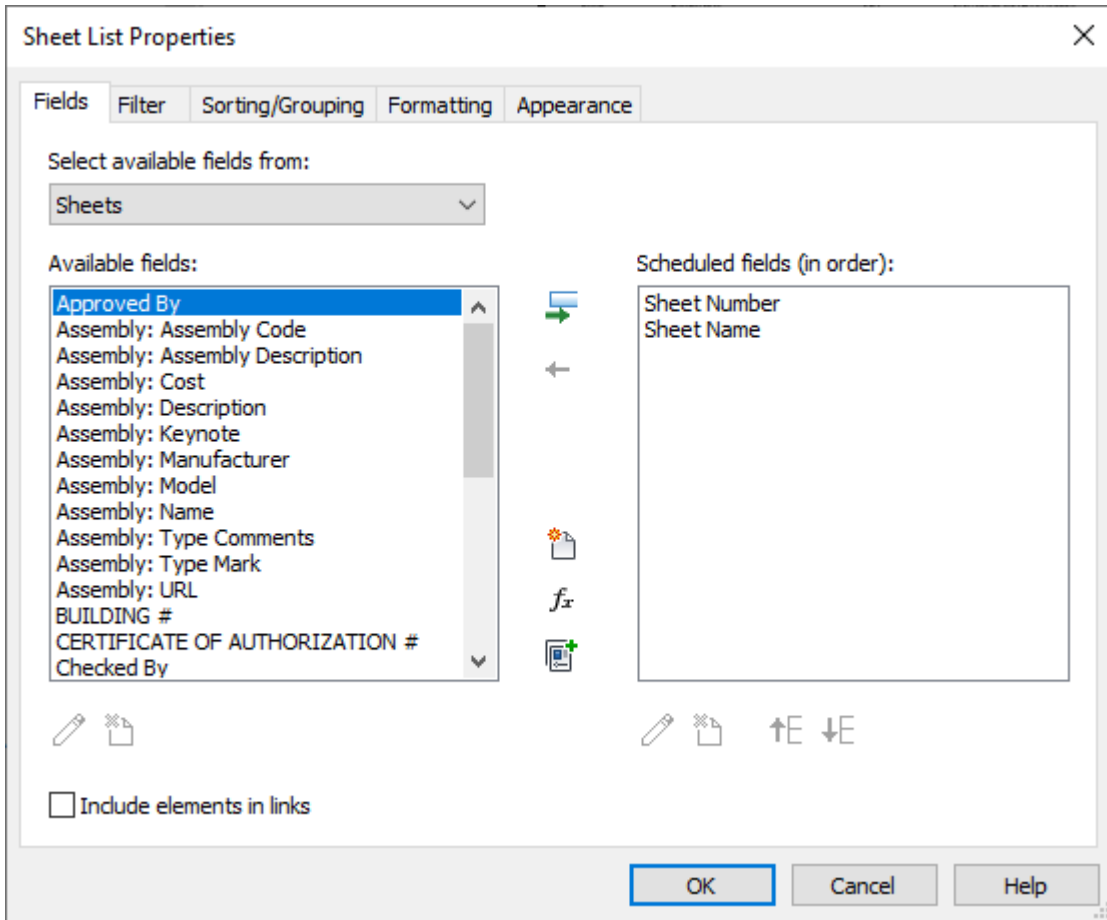 Sheet List Properties
Fields Filter Sorting/Grouping Formatting Appearance
Select available fields from:
Sheets
Available fields:
Approved By
Assembly: Assembly Code
Assembly: Assembly Description
Assembly: Cost
Assembly: Description
Assembly: Keynote
Assembly: Manufacturer
Assembly: Model
Assembly: Name
Assembly: Type Comments
Assembly: Type Mark
Assembly: URL
BUILDING #
CERTIFICATE OF AUTHORIZATION #
Checked By
fx
Scheduled fields (in order):
Sheet Number
Sheet Name
Include elements in links
OK Cancel Help